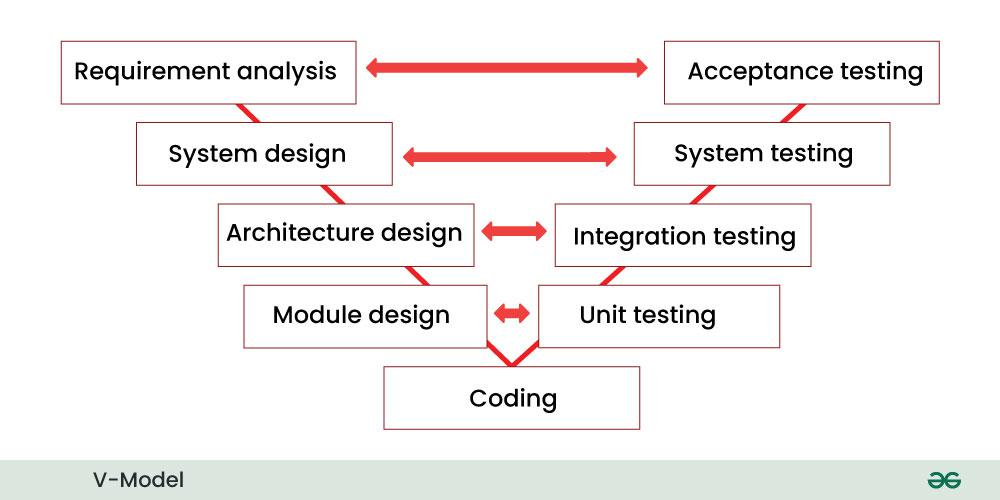 Requirement analysis
Acceptance testing
System design
System testing
Architecture design
Integration testing
Module design
Unit testing
Coding
V-Model